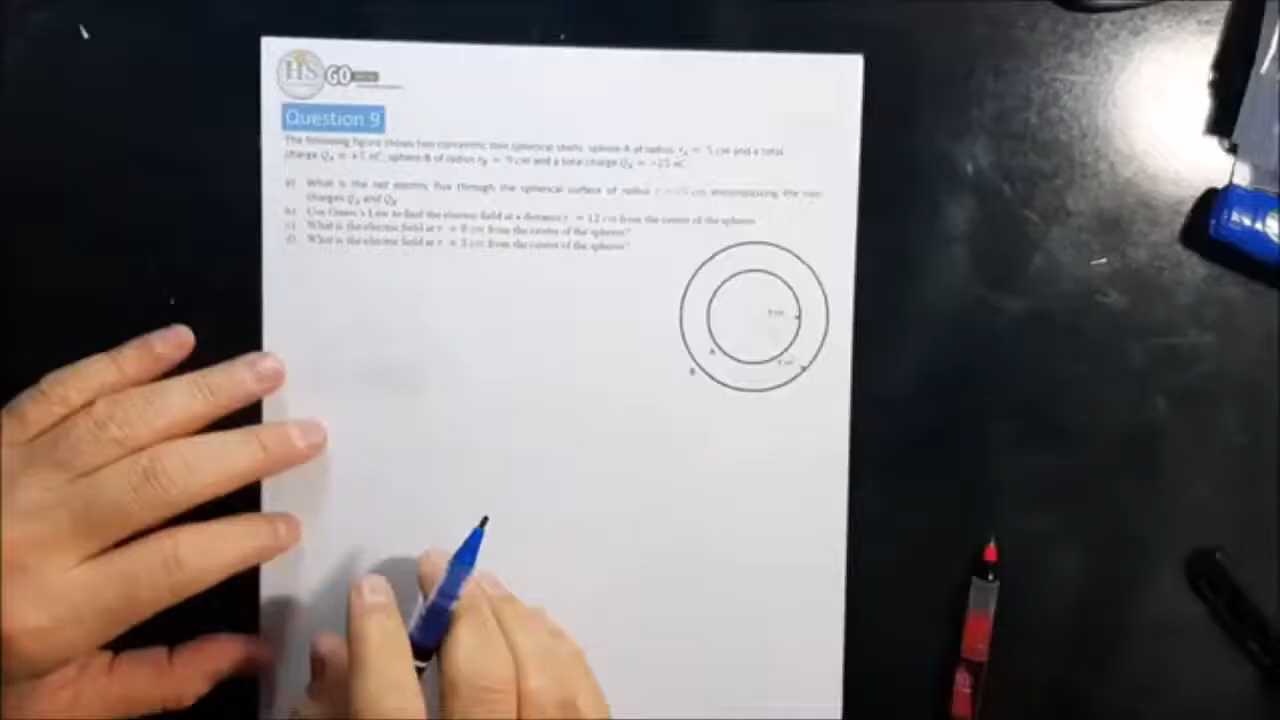 HS GO
Question 9
The following figure shows two concentric thin spherical shells: sphere A of radius r_A = 5 cm and a total
charge Q_A = nC, sphere B of radius r_B = 9 cm and a total charge nC
a) What is the net electric flux through the spherical surface of radius cm encompassing the two
charges Q_A and Q_B
b) Use Gauss's Law to find the electric field at a distance r = 12 cm from the center of the spheres
c) What is the electric field at r = cm from the center of the spheres?
d) What is the electric field at r = 3 cm from the center of the spheres?
A
B